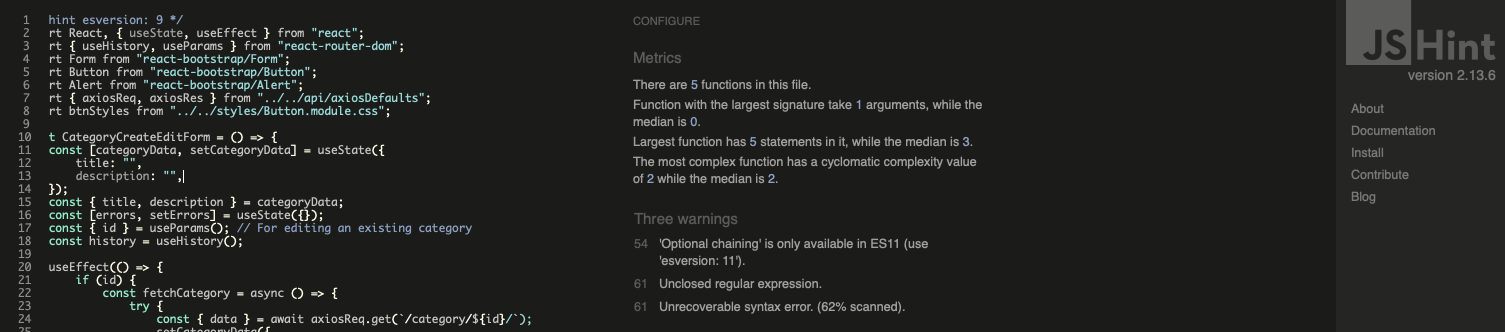 1 hint esversion: 9 */
2 rt React, { useState, useEffect } from "react";
3 rt { useHistory, useParams } from "react-router-dom";
4 rt Form from "react-bootstrap/Form";
5 rt Button from "react-bootstrap/Button";
6 rt Alert from "react-bootstrap/Alert";
7 rt { axiosReq, axiosRes } from "../../api/axiosDefaults";
8 rt btnStyles from "../../styles/Button.module.css";
9
10 t CategoryCreateEditForm = () => {
11 const [categoryData, setCategoryData] = useState({
12 title: "",
13 description: "",
14 });
15 const { title, description } = categoryData;
16 const [errors, setErrors] = useState({});
17 const { id } = useParams(); // For editing an existing category
18 const history = useHistory();
19
20 useEffect(() => {
21 if (id) {
22 const fetchCategory = async () => {
23 try {
24 const { data } = await axiosReq.get(`/category/${id}/`);
25 setCategoryData({
CONFIGURE
Metrics
There are 5 functions in this file.
Function with the largest signature take 1 arguments, while the
median is 0.
Largest function has 5 statements in it, while the median is 3.
The most complex function has a cyclomatic complexity value
of 2 while the median is 2.
Three warnings
54 'Optional chaining' is only available in ES11 (use
'esversion: 11').
61 Unclosed regular expression.
61 Unrecoverable syntax error. (62% scanned).
JSHint
version 2.13.6
About
Documentation
Install
Contribute
Blog